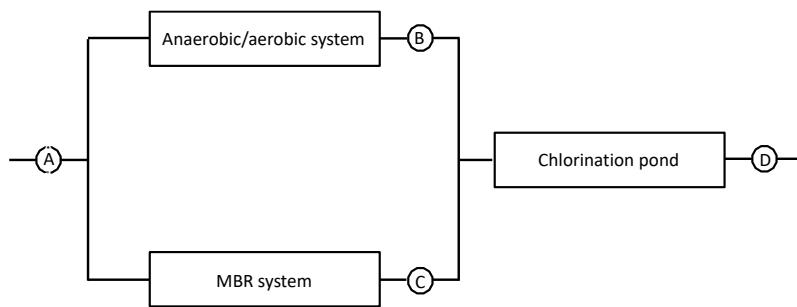 Anaerobic/aerobic system
B
A
Chlorination pond
D
MBR system
C